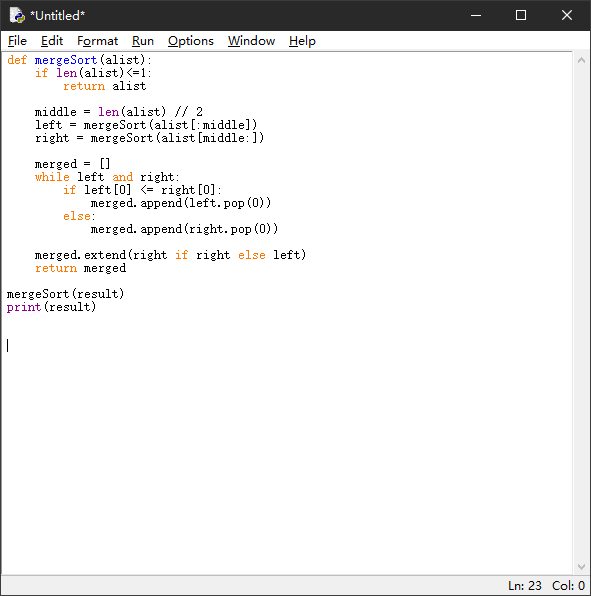 *Untitled*
File Edit Format Run Options Window Help
def mergeSort(alist):
    if len(alist)<=1:
        return alist

    middle = len(alist) // 2
    left = mergeSort(alist[:middle])
    right = mergeSort(alist[middle:])

    merged = []
    while left and right:
        if left[0] <= right[0]:
            merged.append(left.pop(0))
        else:
            merged.append(right.pop(0))

    merged.extend(right if right else left)
    return merged

mergeSort(result)
print(result)
Ln: 23 Col: 0